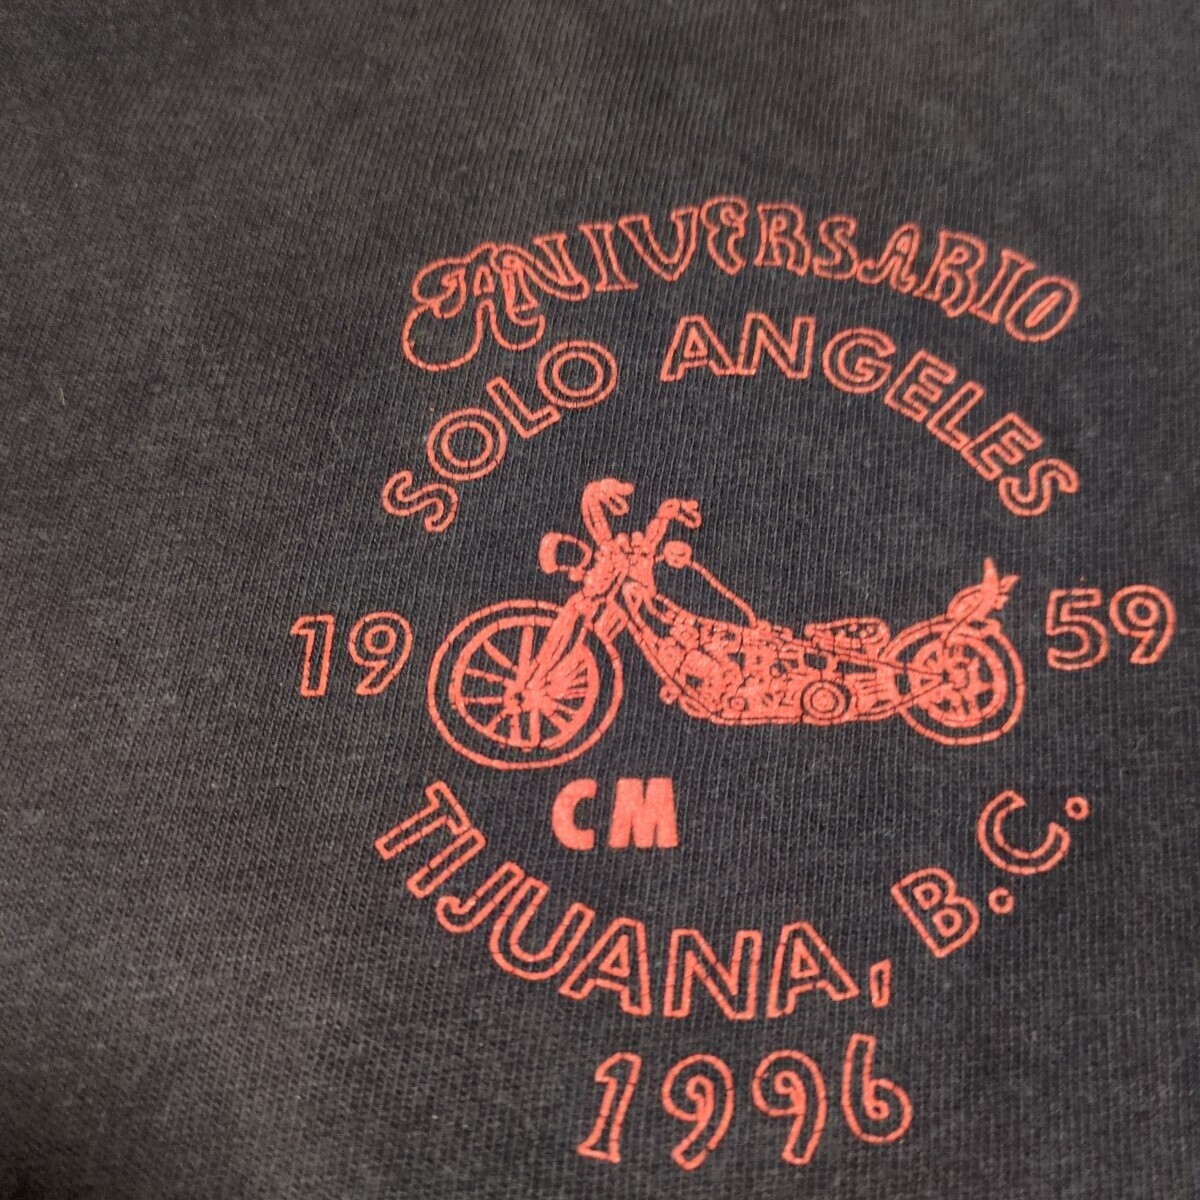 ANIVERSARIO
SOLO ANGELES
19 59
CM
TIJUANA, B.C.
1996